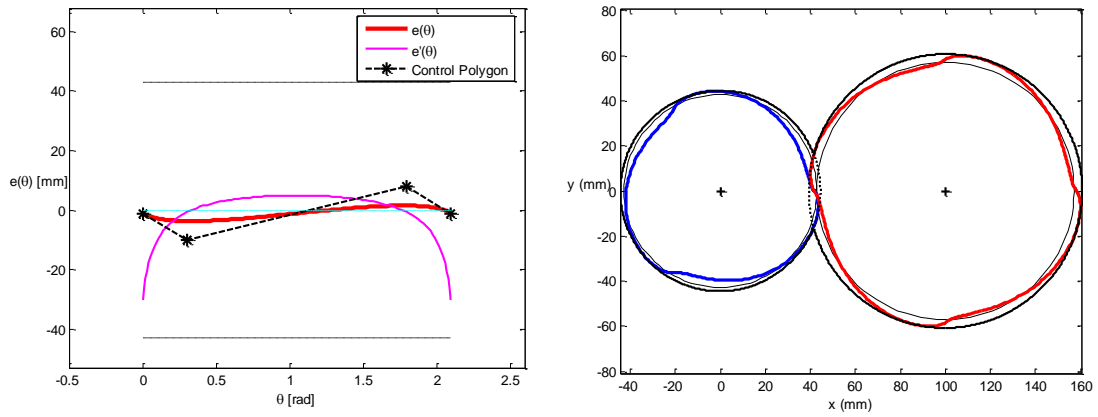 60
40
20
0
-20
-40
e(θ) [mm]
-0.5 0 0.5 1 1.5 2 2.5
θ [rad]
e(θ)
e'(θ)
Control Polygon
80
60
40
20
0
-20
-40
-60
-80
y (mm)
-40 -20 0 20 40 60 80 100 120 140 160
x (mm)